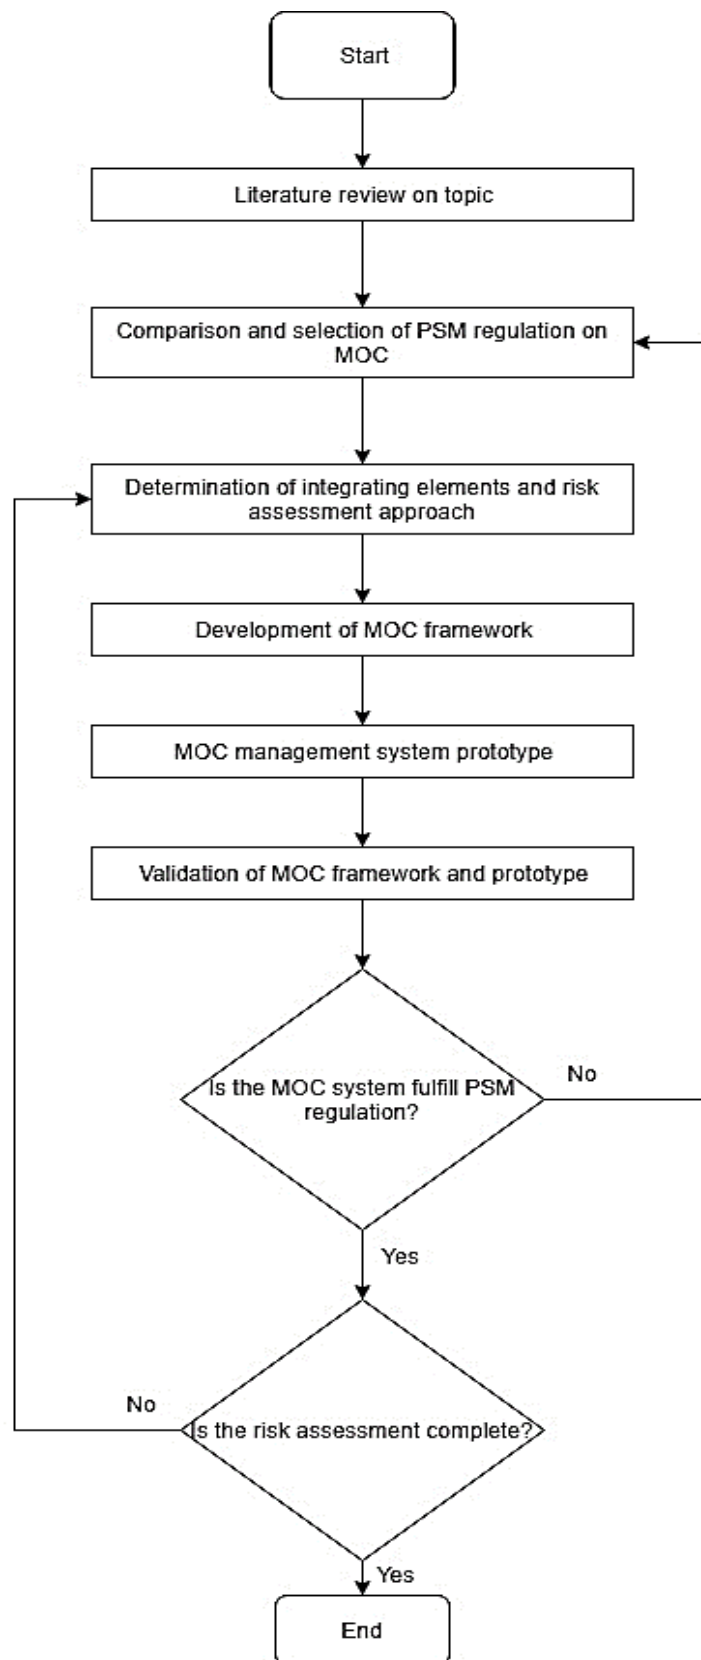 Start
Literature review on topic
Comparison and selection of PSM regulation on
MOC
Determination of integrating elements and risk
assessment approach
Development of MOC framework
MOC management system prototype
Validation of MOC framework and prototype
Is the MOC system fulfill PSM
regulation?
No
Yes
No
Is the risk assessment complete?
Yes
End